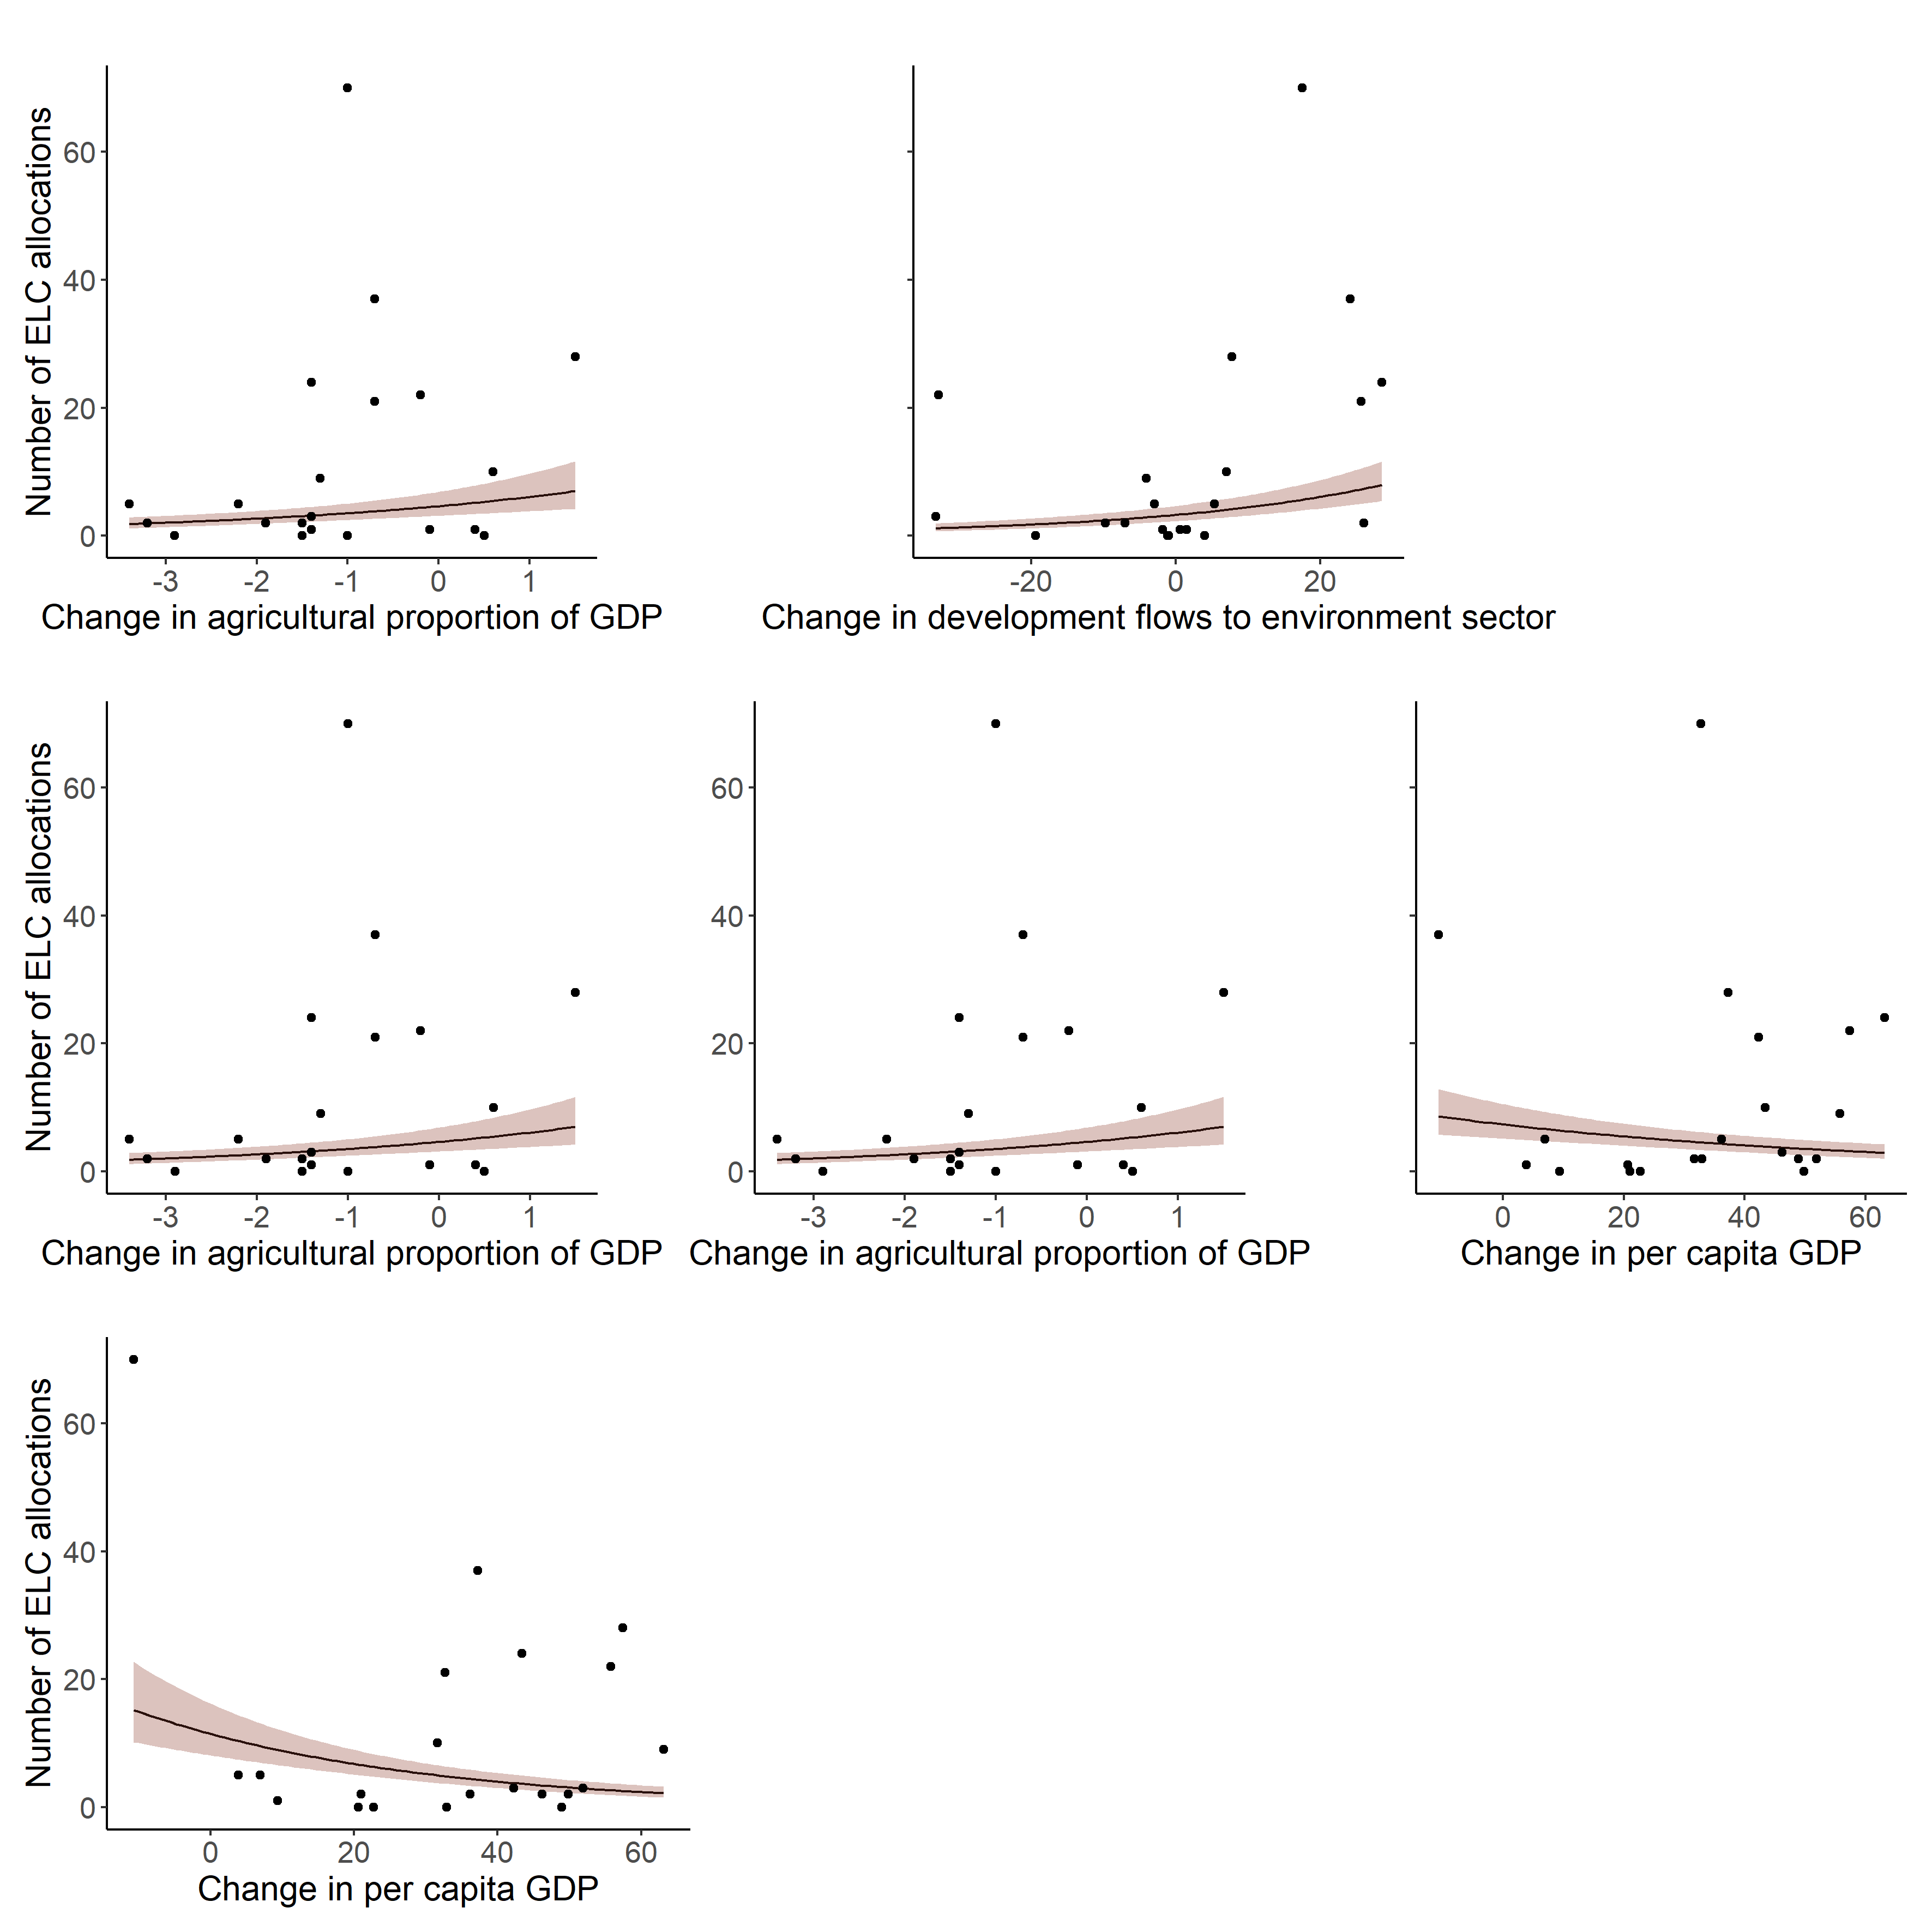 Number of ELC allocations
60
40
20
0
-3 -2 -1 0 1
Change in agricultural proportion of GDP
-20 0 20
Change in development flows to environment sector
Number of ELC allocations
60
40
20
0
-3 -2 -1 0 1
Change in agricultural proportion of GDP
60
40
20
0
-3 -2 -1 0 1
Change in agricultural proportion of GDP
0 20 40 60
Change in per capita GDP
Number of ELC allocations
60
40
20
0
0 20 40 60
Change in per capita GDP